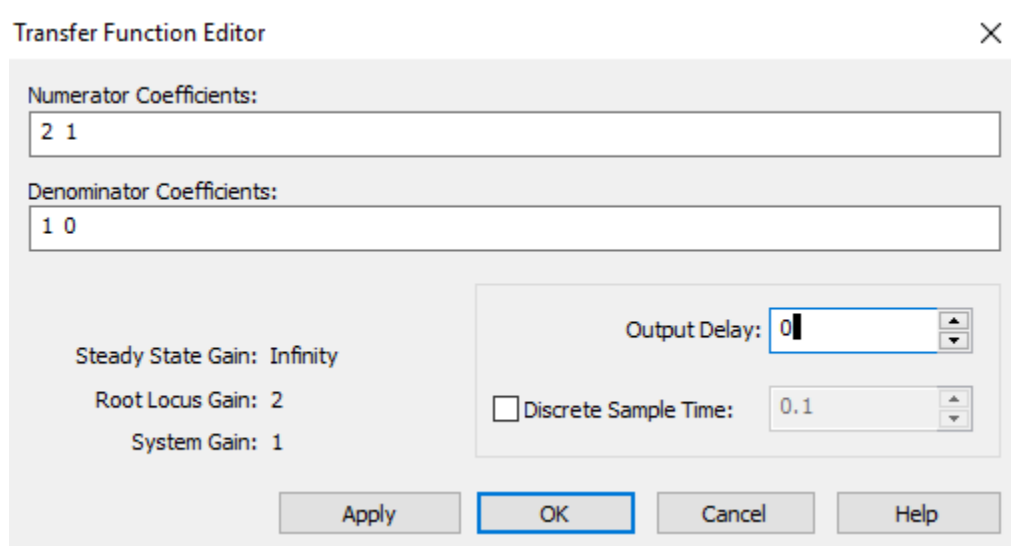 Transfer Function Editor
Numerator Coefficients:
2 1
Denominator Coefficients:
1 0
Output Delay: 0
Steady State Gain: Infinity
Root Locus Gain: 2
Discrete Sample Time: 0.1
System Gain: 1
Apply OK Cancel Help